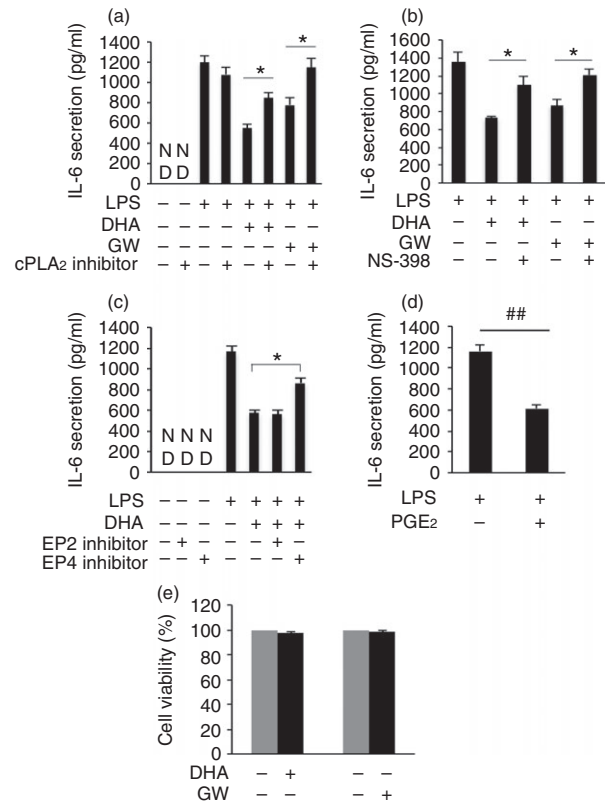 (a)
IL-6 secretion (pg/ml)
1400
1200
1000
800
600
400
200
0
N N
D D
*
*
LPS – – + + + + + +
DHA – – – – + + – –
GW – – – – – – + +
cPLA2 inhibitor – + – + – + – +
(b)
IL-6 secretion (pg/ml)
1600
1400
1200
1000
800
600
400
200
0
*
*
LPS + + + + +
DHA – + + – –
GW – – – + +
NS-398 – – + – +
(c)
IL-6 secretion (pg/ml)
1400
1200
1000
800
600
400
200
0
N N N
D D D
*
LPS – – – + + + +
DHA – – – – + + +
EP2 inhibitor – + – – – + –
EP4 inhibitor – – + – – – +
(d)
IL-6 secretion (pg/ml)
1400
1200
1000
800
600
400
200
0
##
LPS + +
PGE2 – +
(e)
Cell viability (%)
120
100
80
60
40
20
0
DHA – + – –
GW – – – +